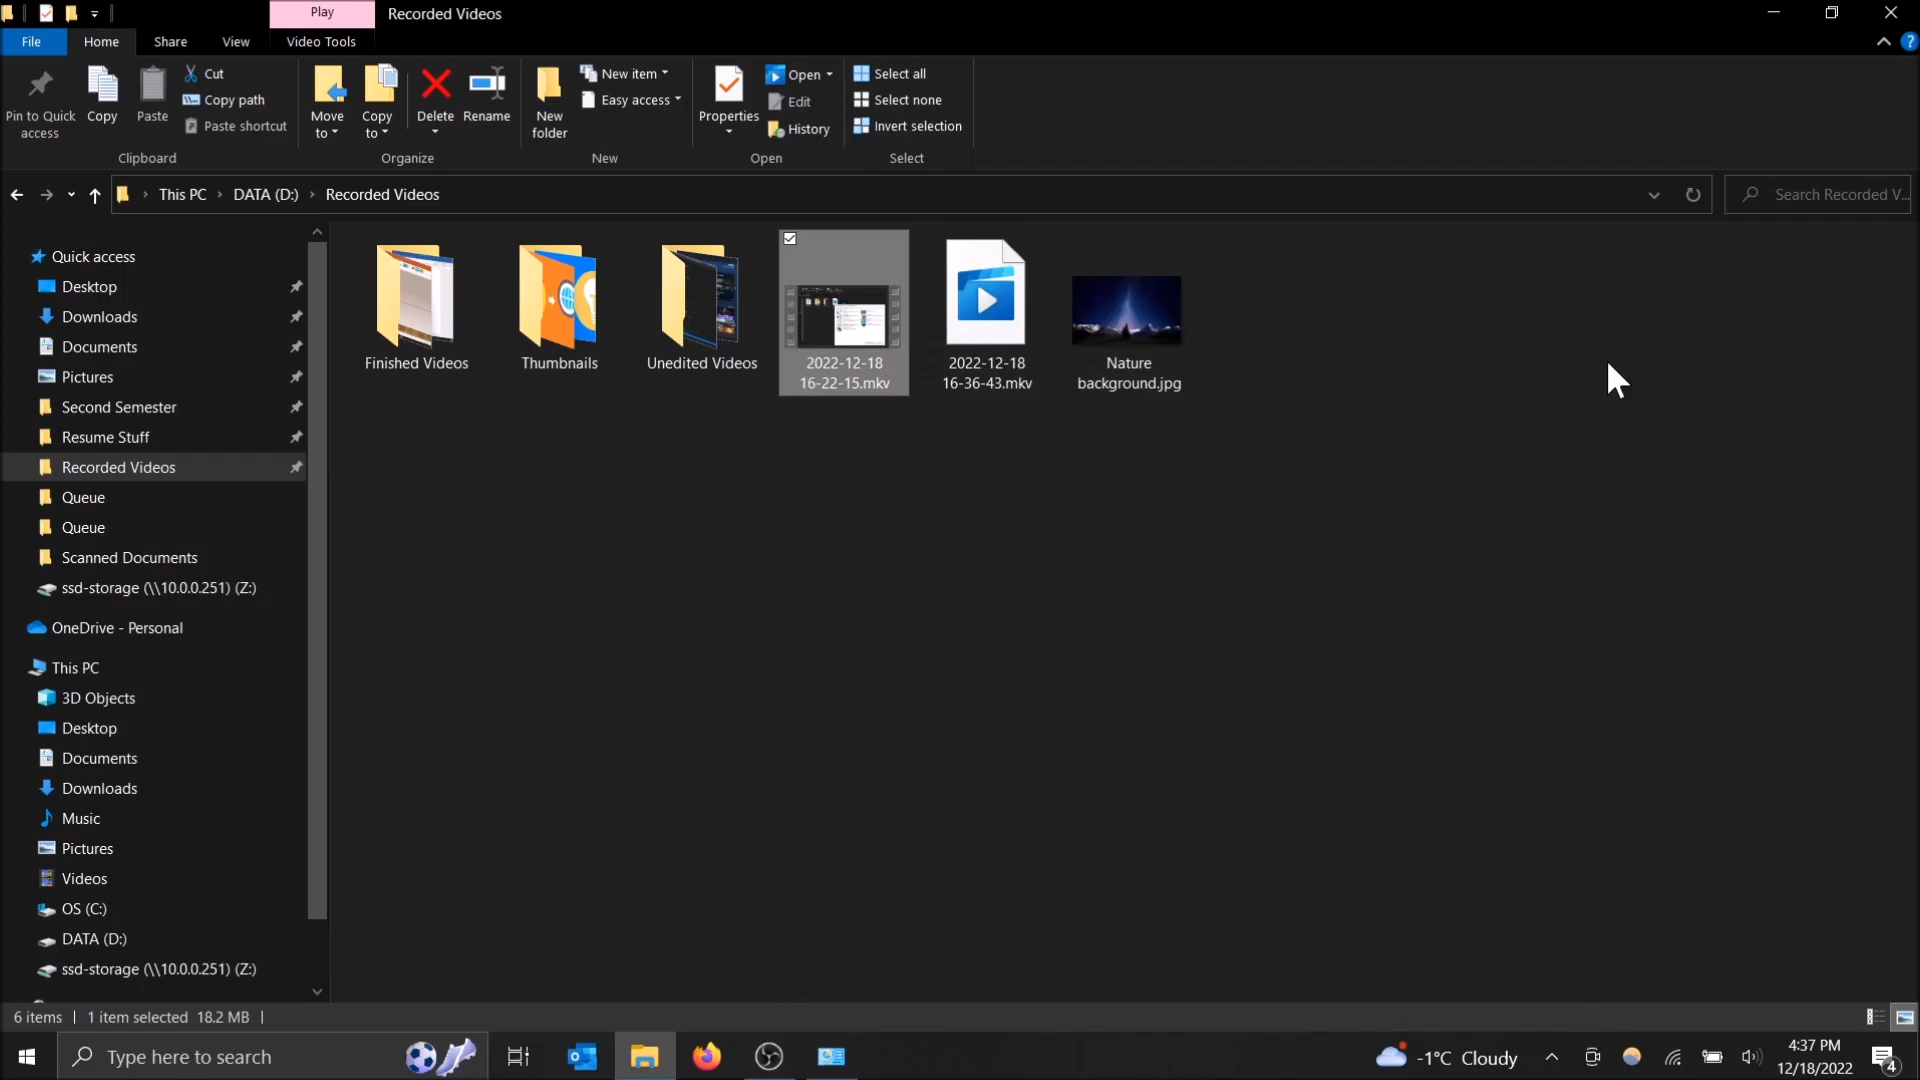 Play
Recorded Videos
File
Home
Share
View
Video Tools
Pin to Quick
access
Copy
Paste
Cut
Copy path
Paste shortcut
Clipboard
Move
to
Copy
to
Delete
Rename
Organize
New
folder
New item
Easy access
New
Properties
Open
Edit
History
Open
Select all
Select none
Invert selection
Select
This PC
DATA (D:)
Recorded Videos
Search Recorded V...
Quick access
Desktop
Downloads
Documents
Pictures
Second Semester
Resume Stuff
Recorded Videos
Queue
Queue
Scanned Documents
ssd-storage (\\10.0.0.251) (Z:)
OneDrive - Personal
This PC
3D Objects
Desktop
Documents
Downloads
Music
Pictures
Videos
OS (C:)
DATA (D:)
ssd-storage (\\10.0.0.251) (Z:)
Finished Videos
Thumbnails
Unedited Videos
2022-12-18
16-22-15.mkv
2022-12-18
16-36-43.mkv
Nature
background.jpg
6 items
1 item selected 18.2 MB
Type here to search
-1°C Cloudy
4:37 PM
12/18/2022
4